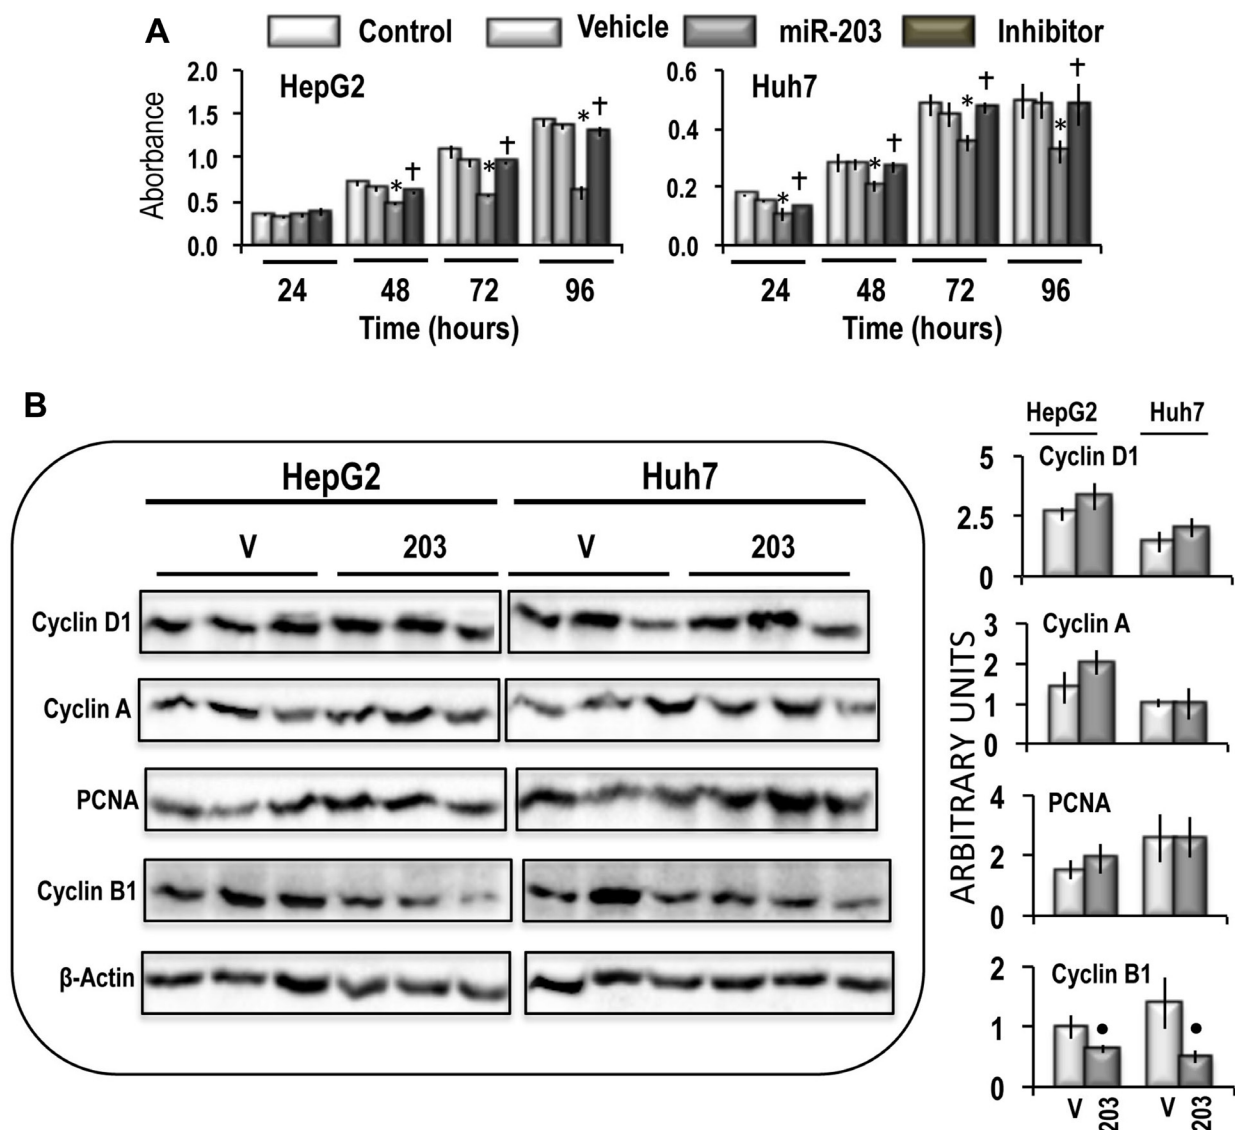 A
Control Vehicle miR-203 Inhibitor
Aborbance
HepG2
2.0
1.5
1.0
0.5
0.0
* † * † * †
24 48 72 96
Time (hours)
Huh7
0.6
0.4
0.2
0.0
* † * † * † * †
24 48 72 96
Time (hours)
B
HepG2 Huh7
V 203 V 203
Cyclin D1
Cyclin A
PCNA
Cyclin B1
β-Actin
HepG2 Huh7
ARBITRARY UNITS
Cyclin D1
5
2.5
0
Cyclin A
3
2
1
0
PCNA
4
2
0
Cyclin B1
2
1
0
• •
V 203 V 203